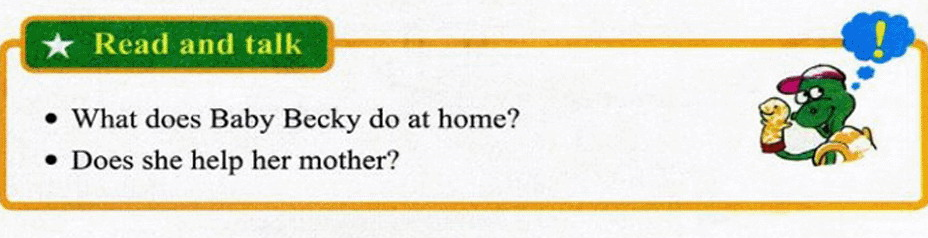 Read and talk
!
• What does Baby Becky do at home?
• Does she help her mother?